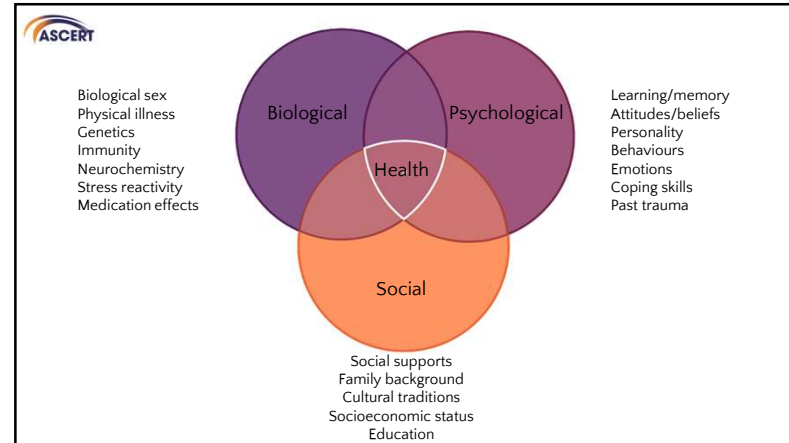 ASCERT
Biological
Psychological
Health
Social
Biological sex
Physical illness
Genetics
Immunity
Neurochemistry
Stress reactivity
Medication effects
Learning/memory
Attitudes/beliefs
Personality
Behaviours
Emotions
Coping skills
Past trauma
Social supports
Family background
Cultural traditions
Socioeconomic status
Education